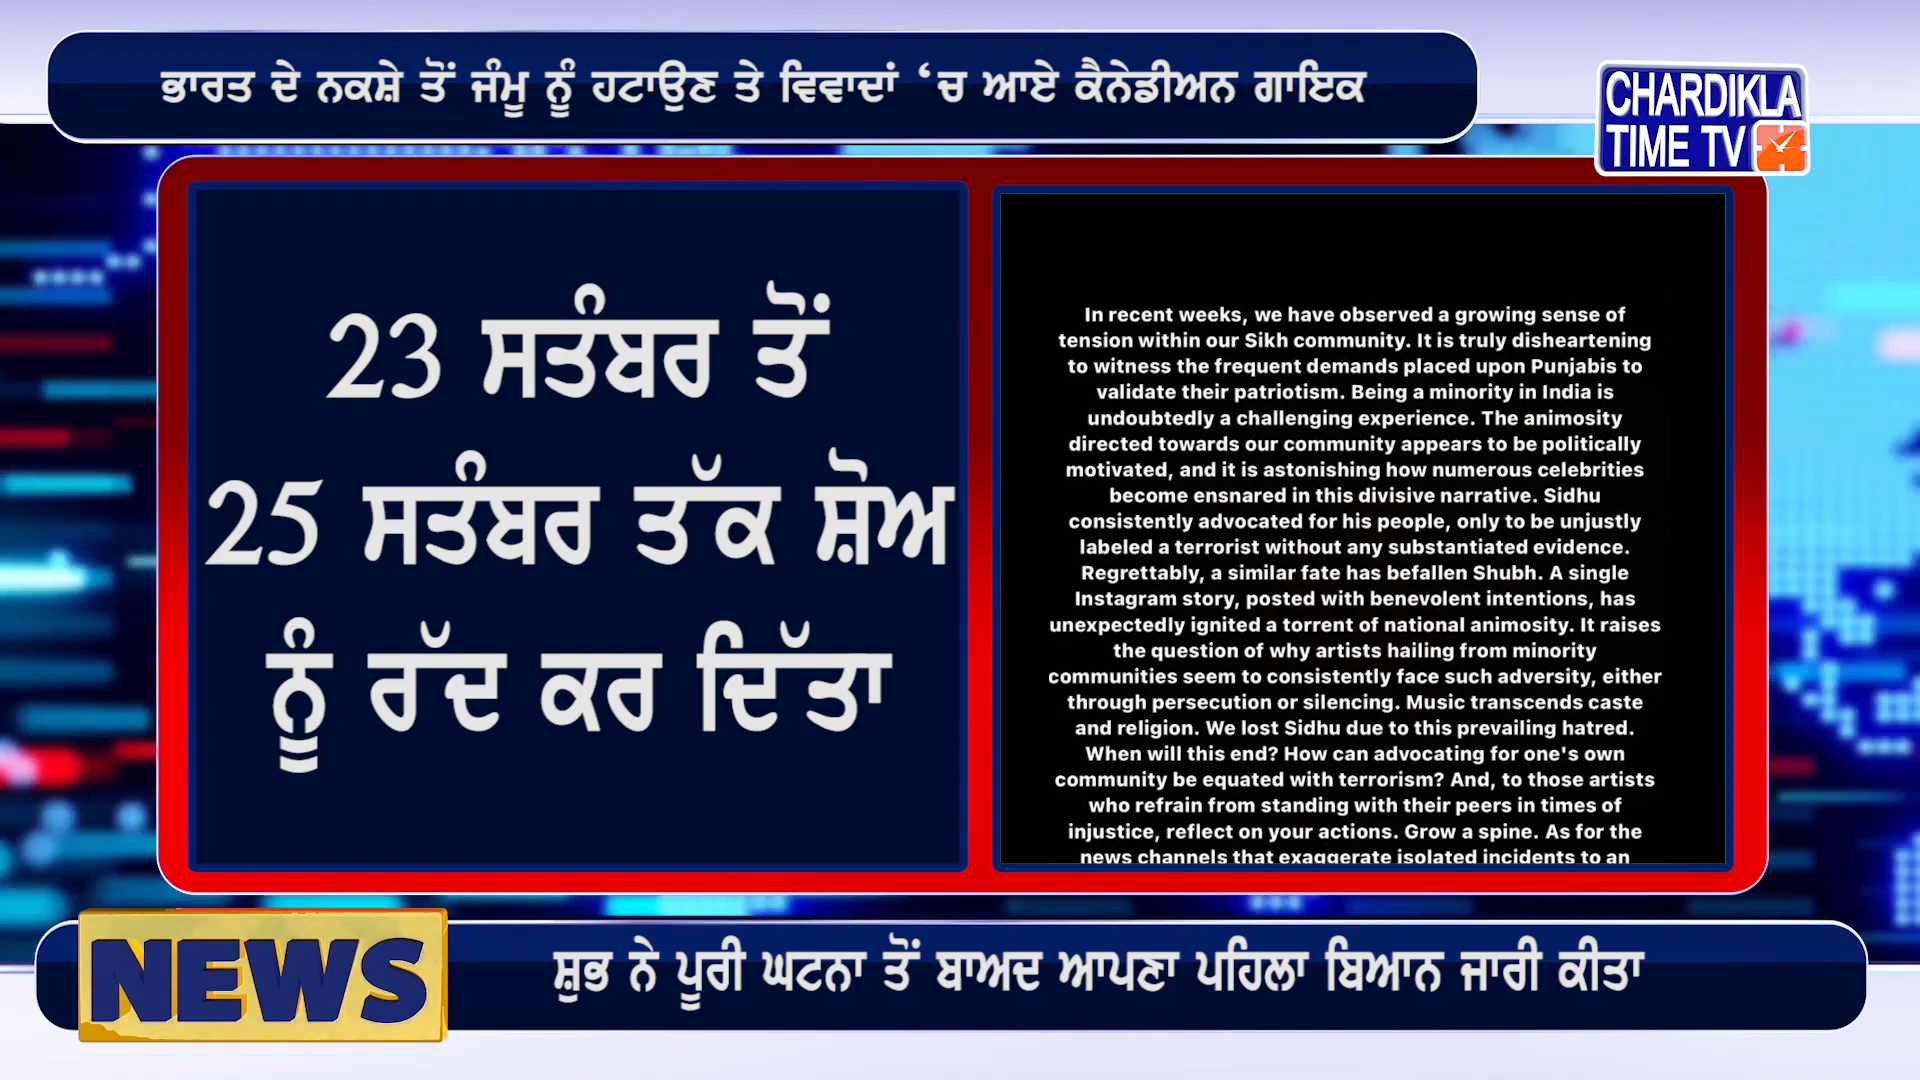 ਭਾਰਤ ਦੇ ਨਕਸ਼ੇ ਤੋਂ ਜੰਮੂ ਨੂੰ ਹਟਾਉਣ ਤੇ ਵਿਵਾਦਾਂ ‘ਚ ਆਏ ਕੈਨੇਡੀਅਨ ਗਾਇਕ
CHARDIKLA
TIME TV
23 ਸਤੰਬਰ ਤੋਂ
25 ਸਤੰਬਰ ਤੱਕ ਸ਼ੋਅ
ਨੂੰ ਰੱਦ ਕਰ ਦਿੱਤਾ
In recent weeks, we have observed a growing sense of
tension within our Sikh community. It is truly disheartening
to witness the frequent demands placed upon Punjabis to
validate their patriotism. Being a minority in India is
undoubtedly a challenging experience. The animosity
directed towards our community appears to be politically
motivated, and it is astonishing how numerous celebrities
become ensnared in this divisive narrative. Sidhu
consistently advocated for his people, only to be unjustly
labeled a terrorist without any substantiated evidence.
Regrettably, a similar fate has befallen Shubh. A single
Instagram story, posted with benevolent intentions, has
unexpectedly ignited a torrent of national animosity. It raises
the question of why artists hailing from minority
communities seem to consistently face such adversity, either
through persecution or silencing. Music transcends caste
and religion. We lost Sidhu due to this prevailing hatred.
When will this end? How can advocating for one's own
community be equated with terrorism? And, to those artists
who refrain from standing with their peers in times of
injustice, reflect on your actions. Grow a spine. As for the
news channels that exaggerate isolated incidents to an
NEWS
ਸ਼ੁਭ ਨੇ ਪੂਰੀ ਘਟਨਾ ਤੋਂ ਬਾਅਦ ਆਪਣਾ ਪਹਿਲਾ ਬਿਆਨ ਜਾਰੀ ਕੀਤਾ